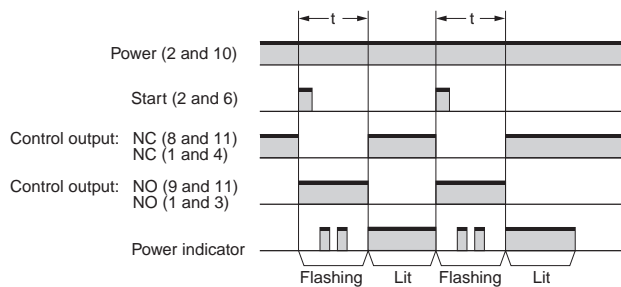 t t
Power (2 and 10)
Start (2 and 6)
Control output: NC (8 and 11)
NC (1 and 4)
Control output: NO (9 and 11)
NO (1 and 3)
Power indicator
Flashing Lit Flashing Lit